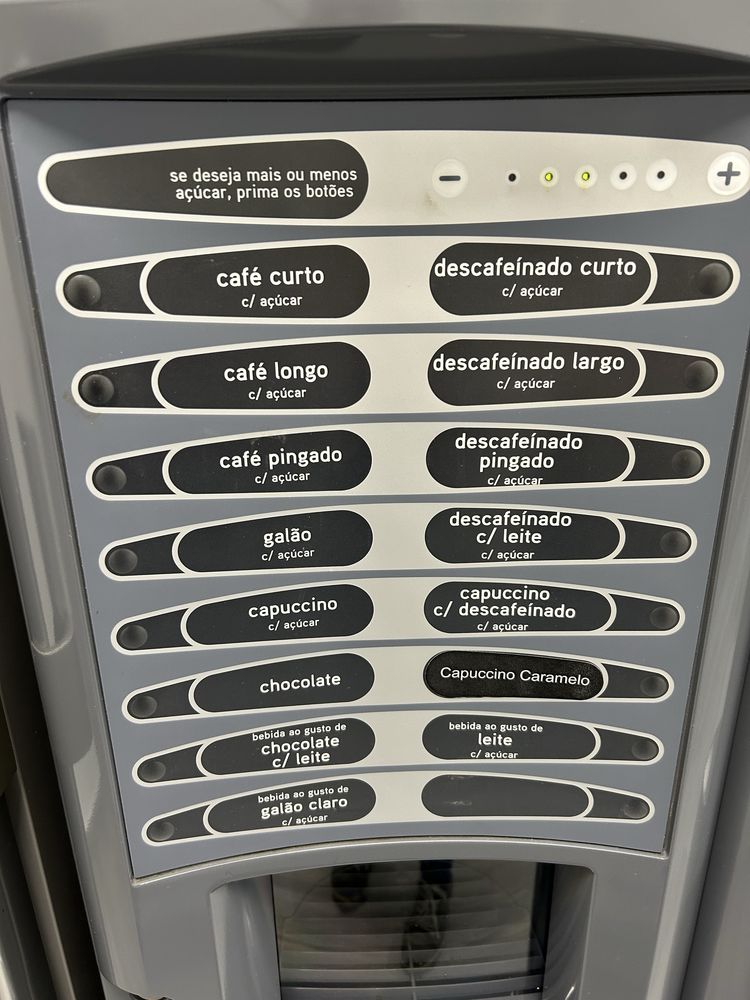 se deseja mais ou menos
açúcar, prima os botões
- +
café curto
c/ açúcar
descafeínado curto
c/ açúcar
café longo
c/ açúcar
descafeínado largo
c/ açúcar
café pingado
c/ açúcar
descafeínado
pingado
c/ açúcar
galão
c/ açúcar
descafeínado
c/ leite
c/ açúcar
capuccino
c/ açúcar
capuccino
c/ descafeínado
c/ açúcar
chocolate
Capuccino Caramelo
bebida ao gusto de
chocolate
c/ leite
bebida ao gusto de
leite
c/ açúcar
bebida ao gusto de
galão claro
c/ açúcar